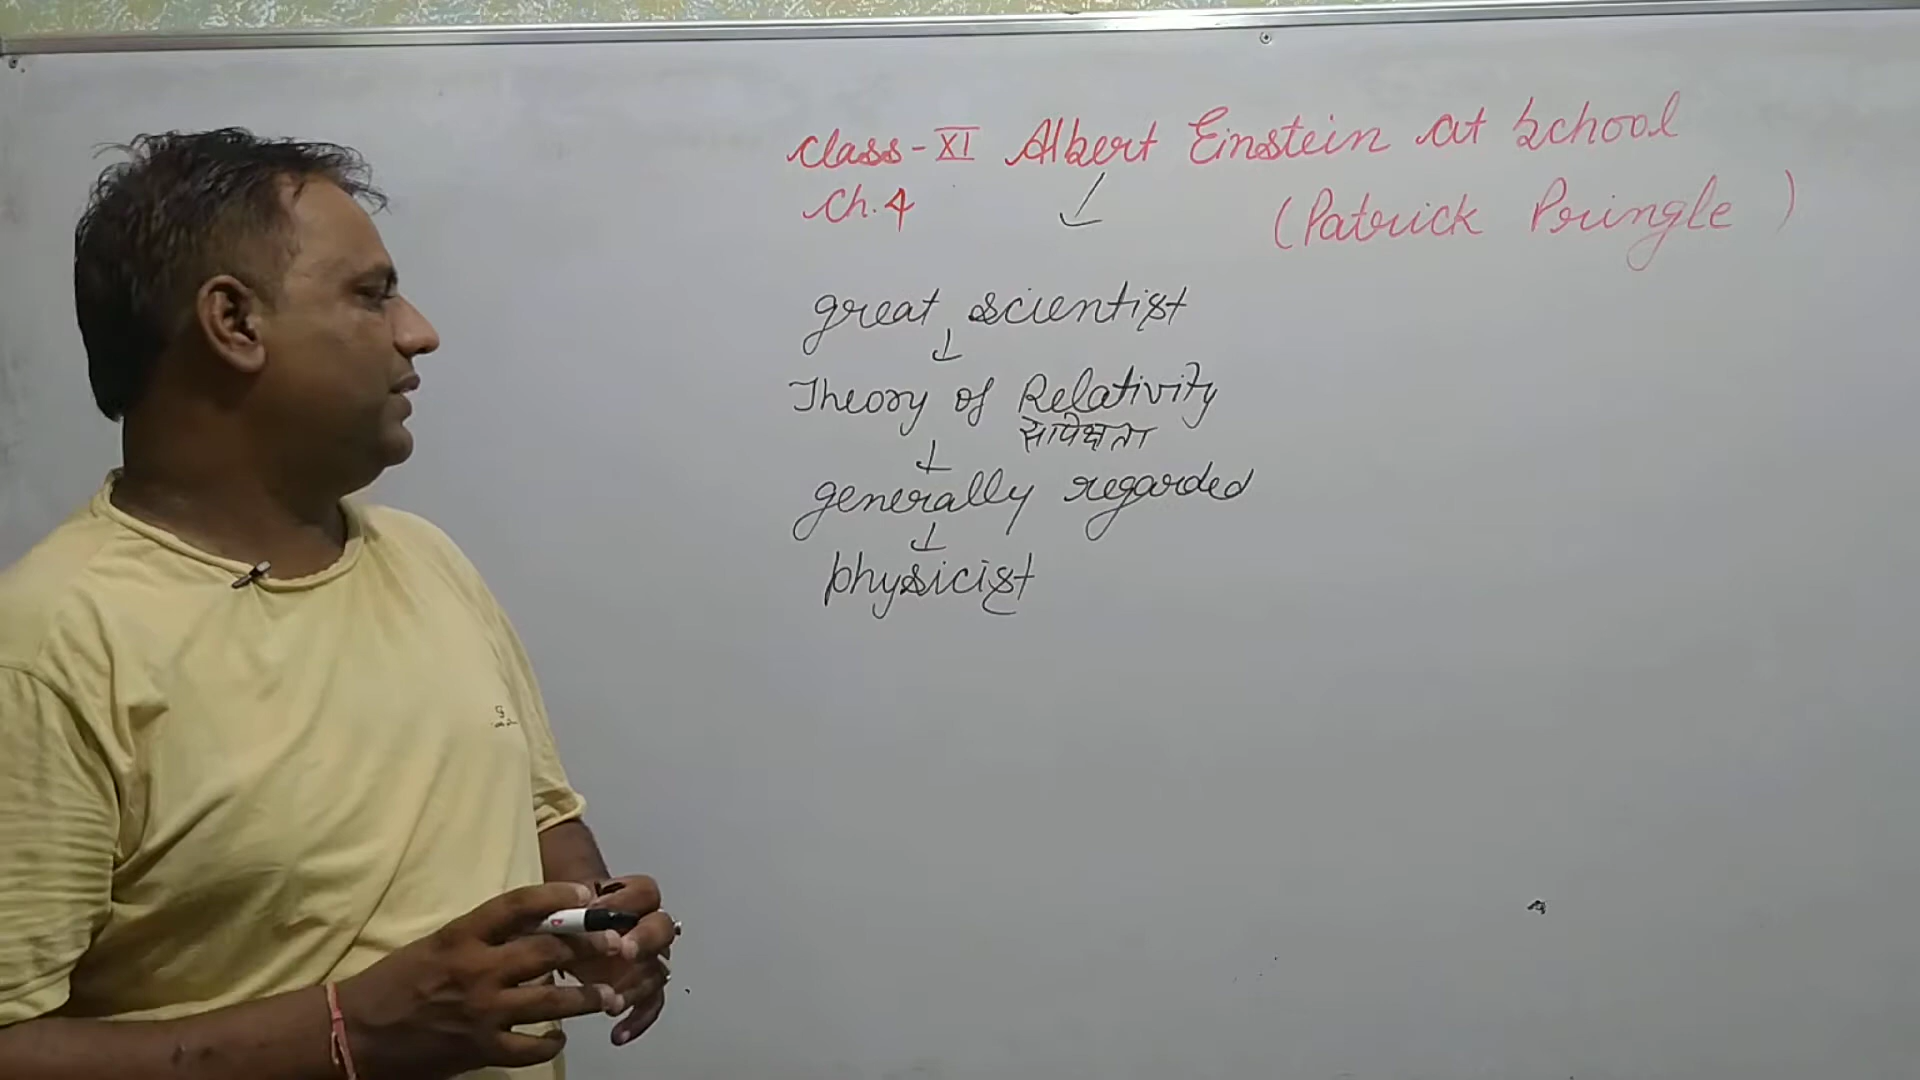 Class-XI Albert Einstein at School
Ch.4
(Patrick Pringle)
great scientist
Theory of Relativity
सापेक्षता
generally regarded
physicist